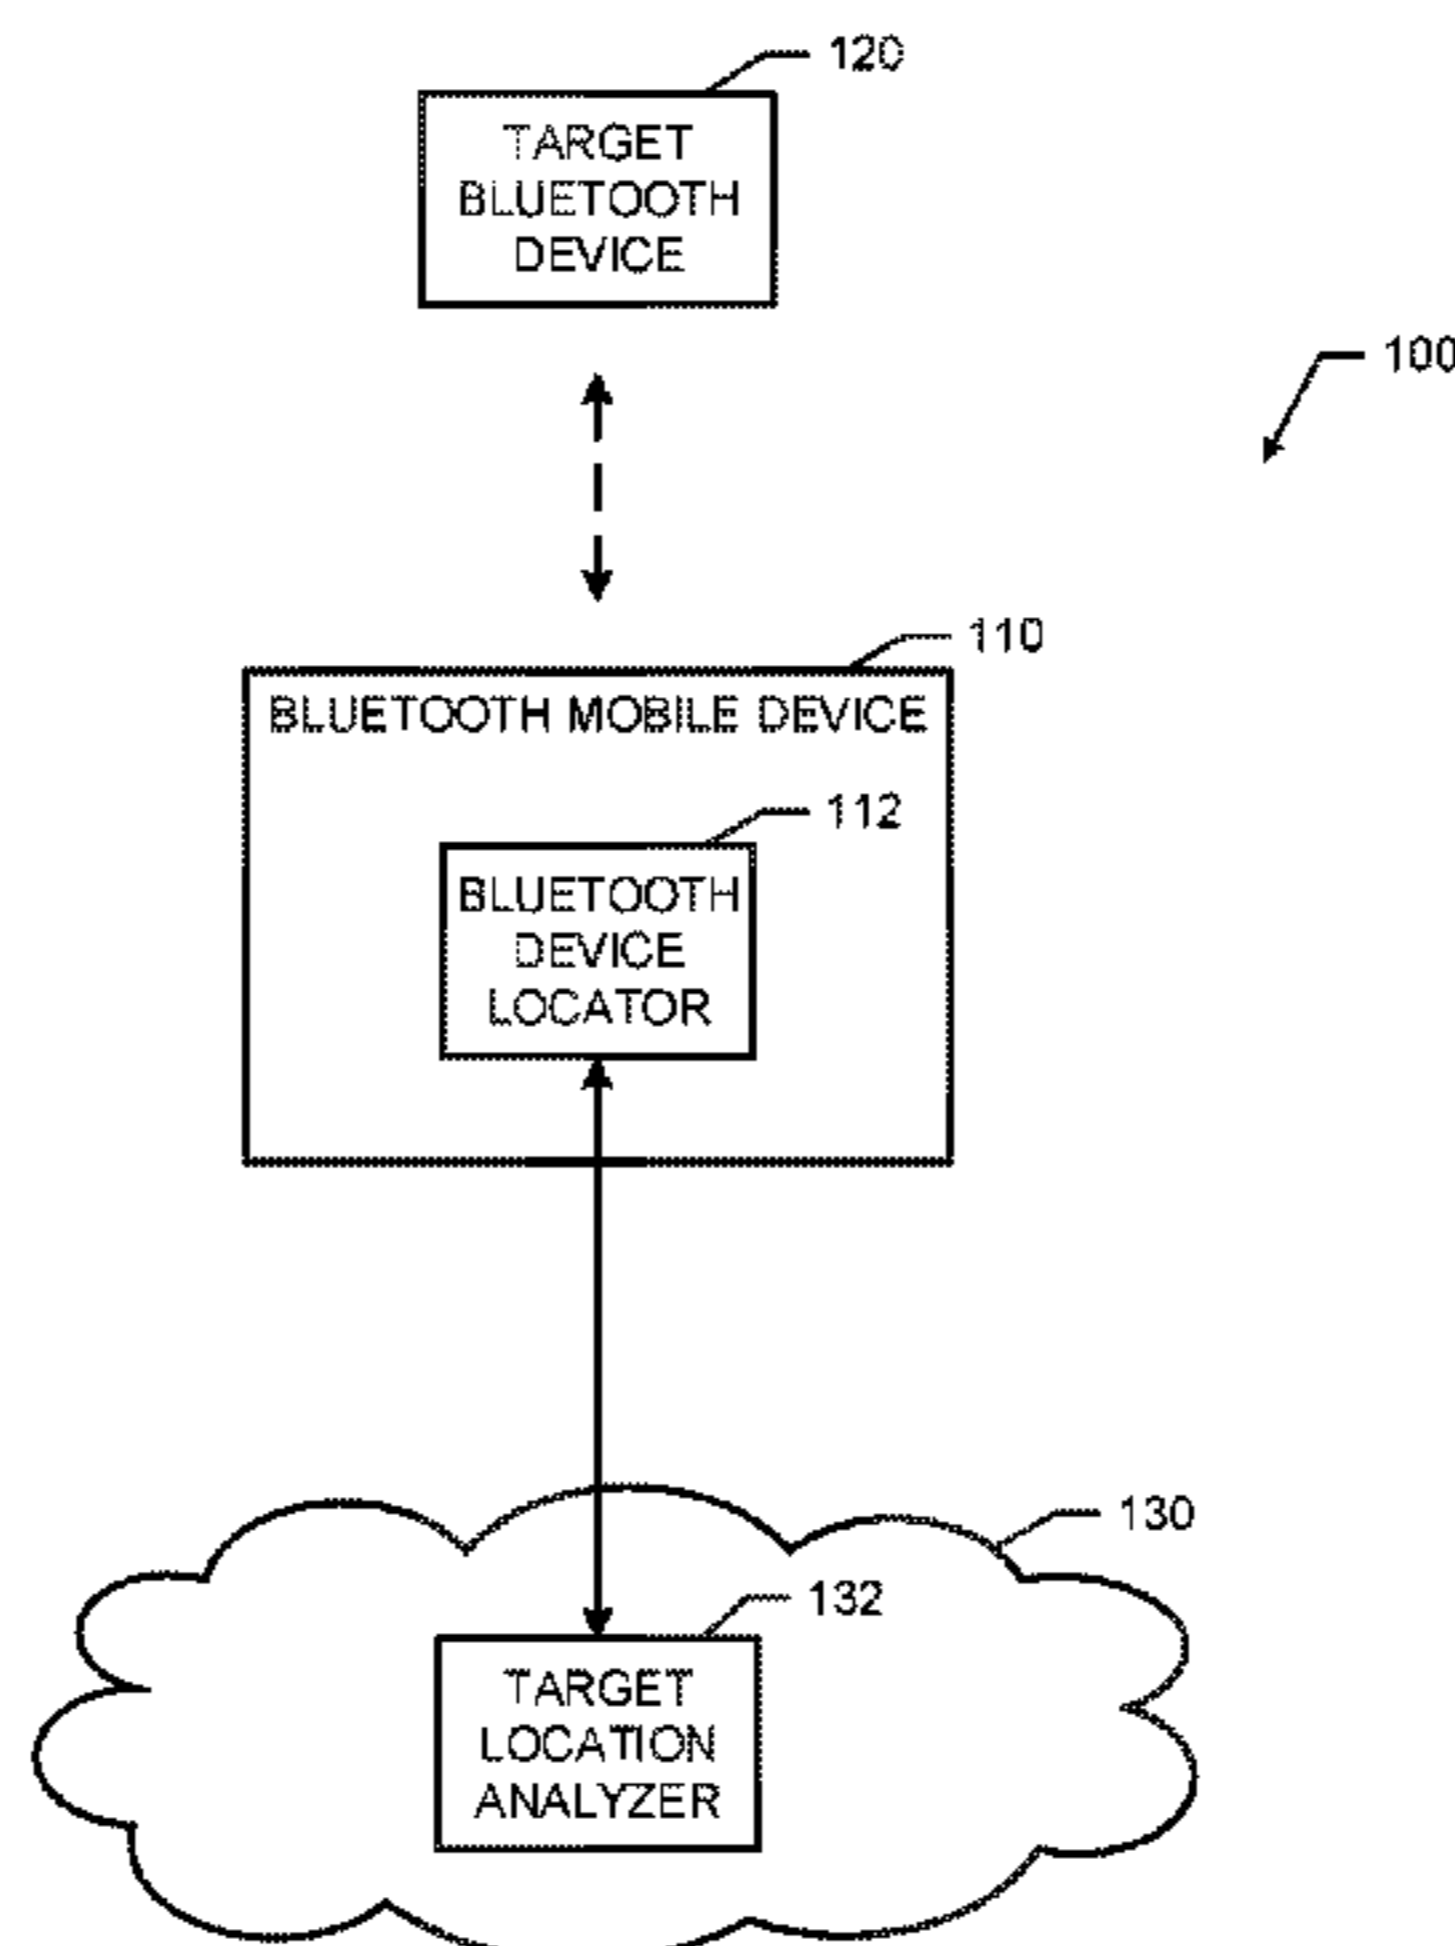 120
TARGET
BLUETOOTH
DEVICE
100
110
BLUETOOTH MOBILE DEVICE
112
BLUETOOTH
DEVICE
LOCATOR
130
132
TARGET
LOCATION
ANALYZER